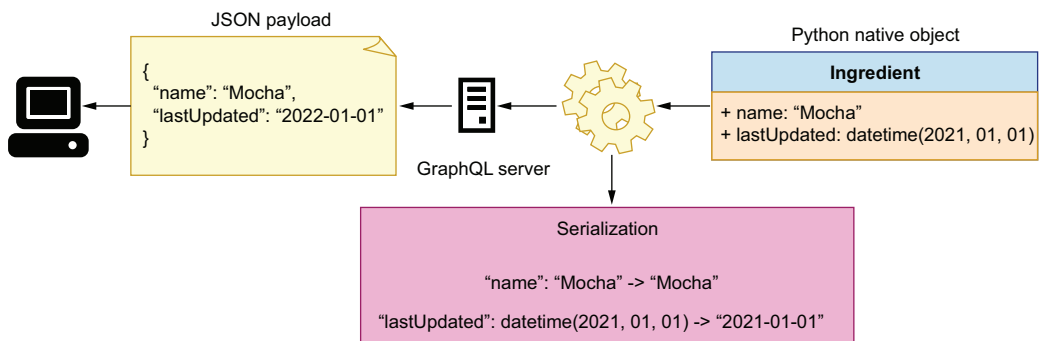 JSON payload
{
“name”: “Mocha”,
“lastUpdated”: “2022-01-01”
}
GraphQL server
Python native object
Ingredient
+ name: “Mocha”
+ lastUpdated: datetime(2021, 01, 01)
Serialization
“name”: “Mocha” -> “Mocha”
“lastUpdated”: datetime(2021, 01, 01) -> “2021-01-01”